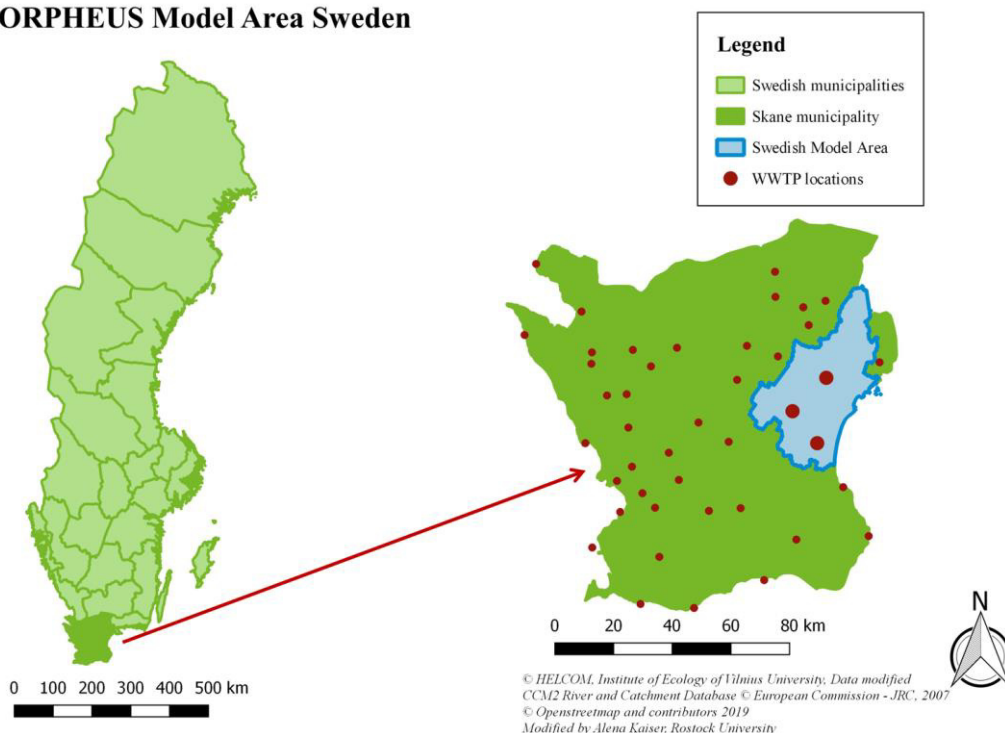 ORPHEUS Model Area Sweden
Legend
Swedish municipalities
Skane municipality
Swedish Model Area
WWTP locations
N
0 20 40 60 80 km
0 100 200 300 400 500 km
© HELCOM, Institute of Ecology of Vilnius University, Data modified
CCM2 River and Catchment Database © European Commission - JRC, 2007
© Openstreetmap and contributors 2019
Modified by Alena Kaiser, Rostock University